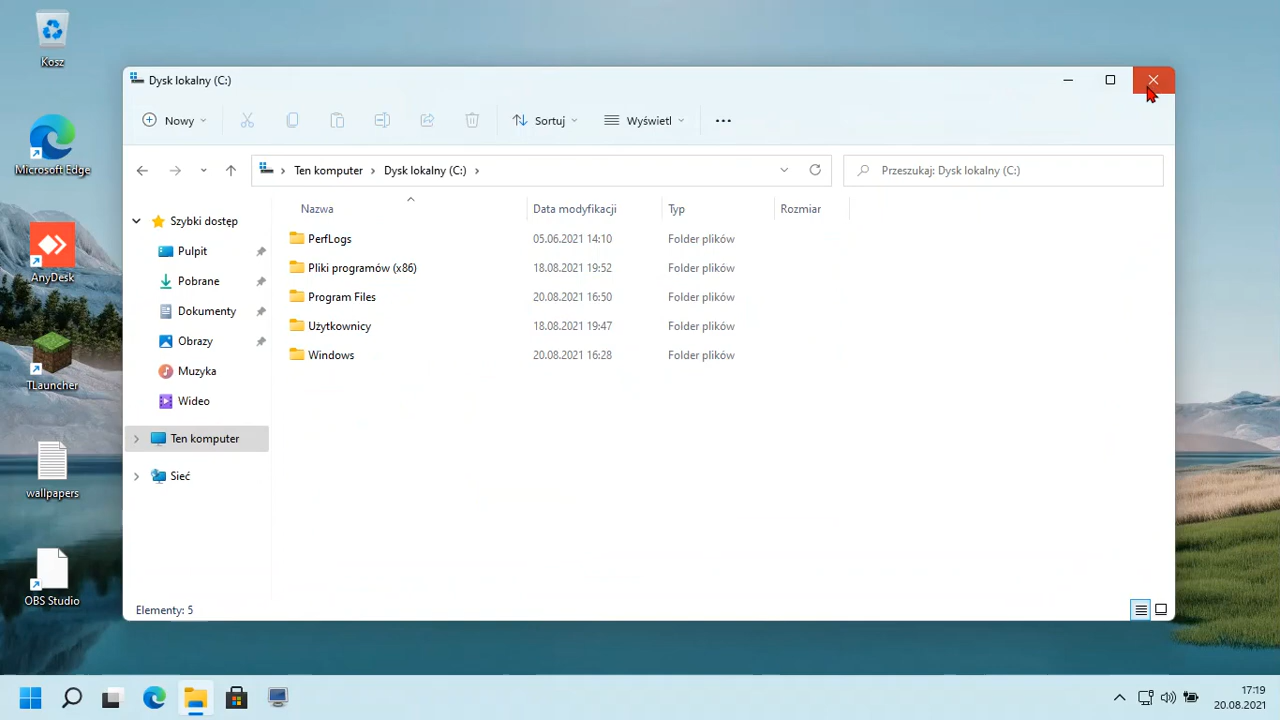 Kosz
Microsoft Edge
AnyDesk
TLauncher
wallpapers
OBS Studio
Dysk lokalny (C:)
Nowy
Sortuj
Wyświetl
Ten komputer
Dysk lokalny (C:)
Przeszukaj: Dysk lokalny (C:)
Szybki dostęp
Pulpit
Pobrane
Dokumenty
Obrazy
Muzyka
Wideo
Ten komputer
Sieć
Nazwa Data modyfikacji Typ Rozmiar
PerfLogs 05.06.2021 14:10 Folder plików
Pliki programów (x86) 18.08.2021 19:52 Folder plików
Program Files 20.08.2021 16:50 Folder plików
Użytkownicy 18.08.2021 19:47 Folder plików
Windows 20.08.2021 16:28 Folder plików
Elementy: 5
17:19
20.08.2021